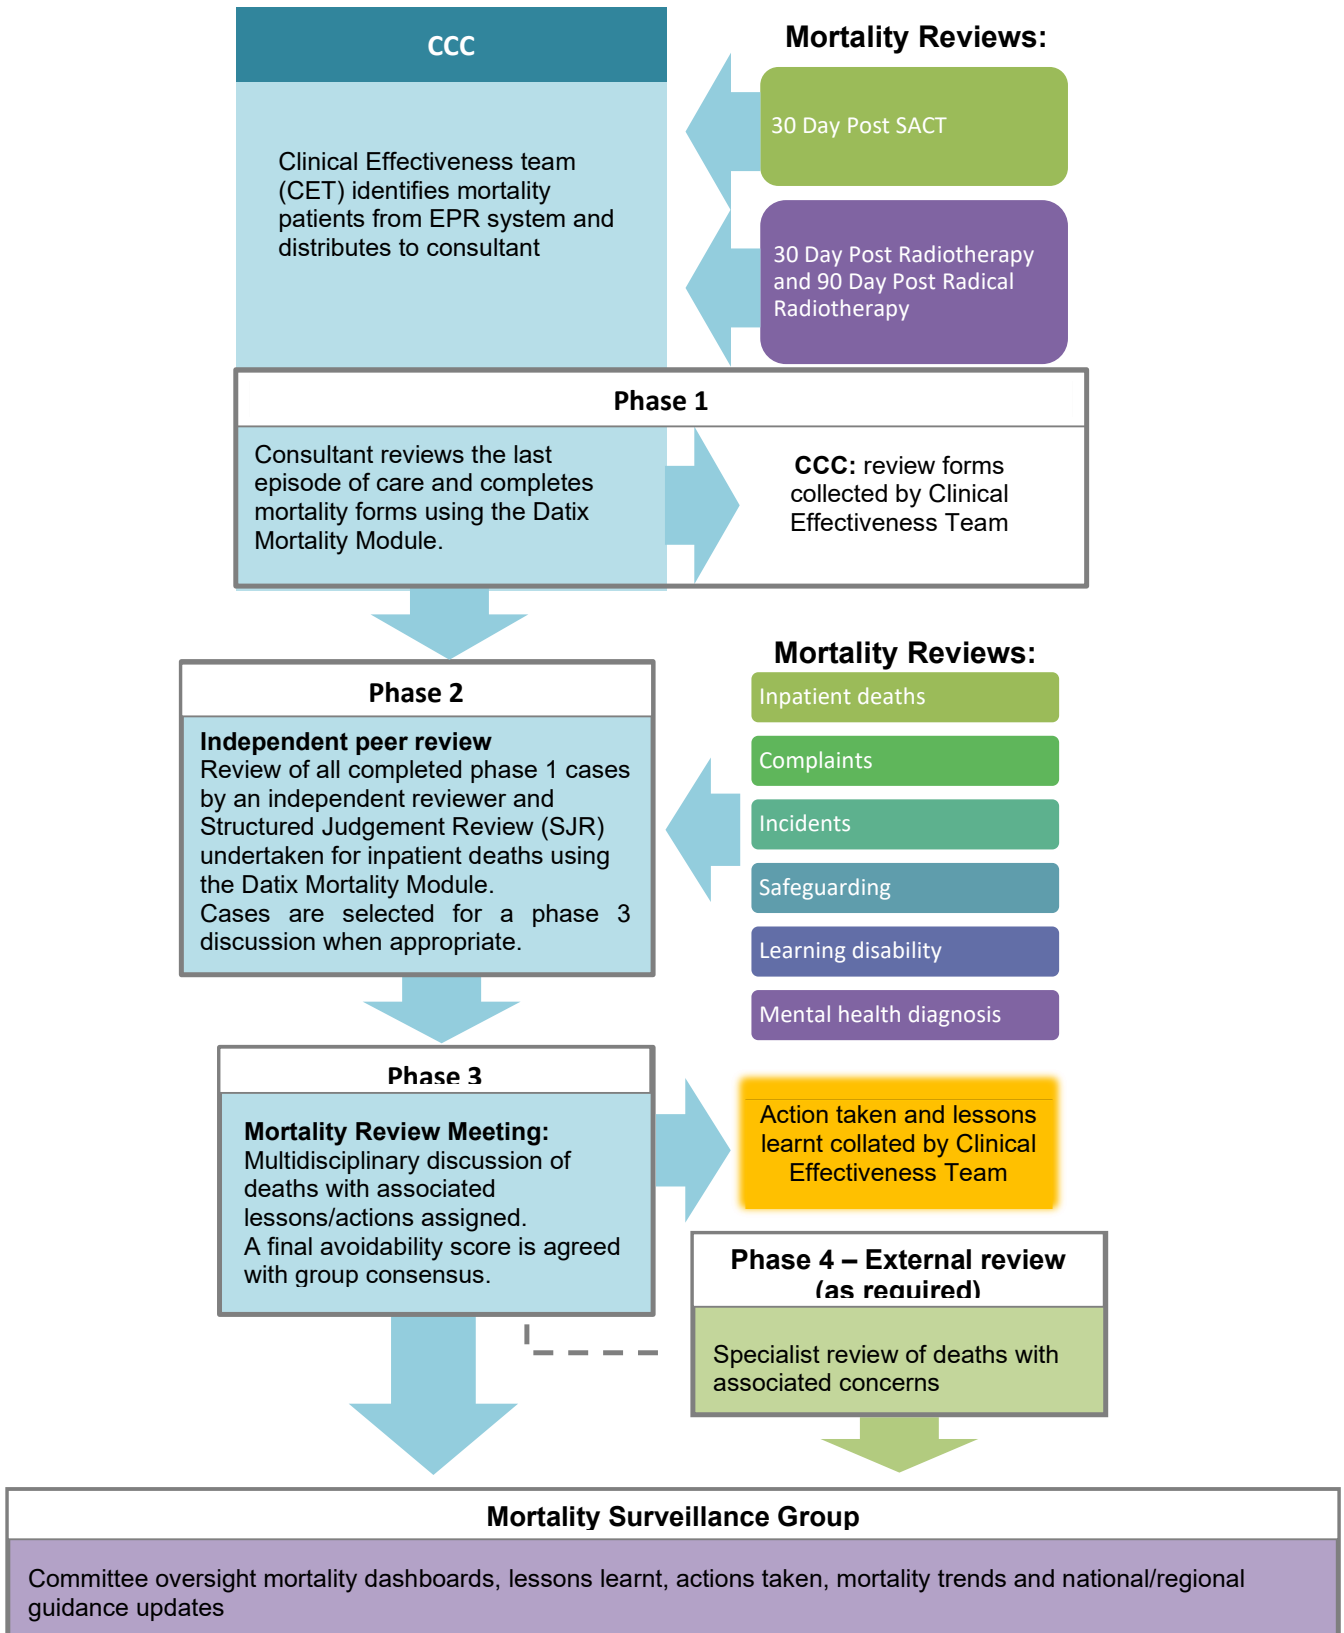 CCC
Mortality Reviews:
30 Day Post SACT
Clinical Effectiveness team
(CET) identifies mortality
patients from EPR system and
distributes to consultant
30 Day Post Radiotherapy
and 90 Day Post Radical
Radiotherapy
Phase 1
Consultant reviews the last
episode of care and completes
mortality forms using the Datix
Mortality Module.
CCC: review forms
collected by Clinical
Effectiveness Team
Phase 2
Independent peer review
Review of all completed phase 1 cases
by an independent reviewer and
Structured Judgement Review (SJR)
undertaken for inpatient deaths using
the Datix Mortality Module.
Cases are selected for a phase 3
discussion when appropriate.
Mortality Reviews:
Inpatient deaths
Complaints
Incidents
Safeguarding
Learning disability
Mental health diagnosis
Phase 3
Mortality Review Meeting:
Multidisciplinary discussion of
deaths with associated
lessons/actions assigned.
A final avoidability score is agreed
with group consensus.
Action taken and lessons
learnt collated by Clinical
Effectiveness Team
Phase 4 – External review
(as required)
Specialist review of deaths with
associated concerns
Mortality Surveillance Group
Committee oversight mortality dashboards, lessons learnt, actions taken, mortality trends and national/regional
guidance updates